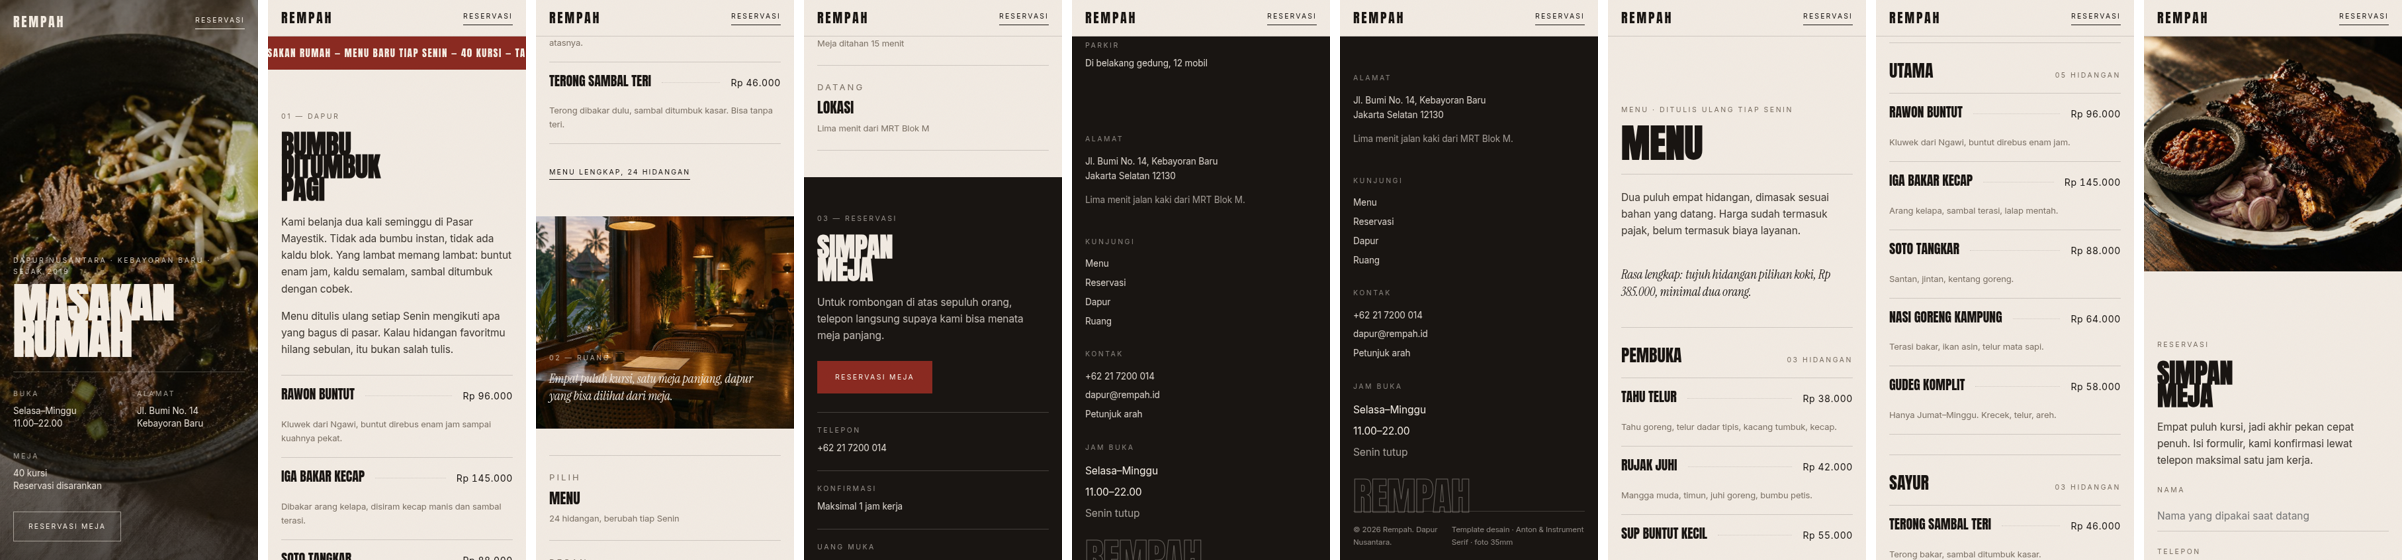 REMPAH
RESERVASI
DAPUR NUSANTARA · KEBAYORAN BARU ·
SEJAK 2019
MASAKAN
RUMAH
BUKA
Selasa–Minggu
11.00–22.00
ALAMAT
Jl. Bumi No. 14
Kebayoran Baru
MEJA
40 kursi
Reservasi disarankan
RESERVASI MEJA
REMPAH
RESERVASI
SAKAN RUMAH — MENU BARU TIAP SENIN — 40 KURSI — TA
01 — DAPUR
BUMBU
DITUMBUK
PAGI
Kami belanja dua kali seminggu di Pasar
Mayestik. Tidak ada bumbu instan, tidak ada
kaldu blok. Yang lambat memang lambat: buntut
enam jam, kaldu semalam, sambal ditumbuk
dengan cobek.
Menu ditulis ulang setiap Senin mengikuti apa
yang bagus di pasar. Kalau hidangan favoritmu
hilang sebulan, itu bukan salah tulis.
RAWON BUNTUT Rp 96.000
Kluwek dari Ngawi, buntut direbus enam jam sampai
kuahnya pekat.
IGA BAKAR KECAP Rp 145.000
Dibakar arang kelapa, disiram kecap manis dan sambal
terasi.
SOTO TANGKAR Rp 88.000
REMPAH
RESERVASI
atasnya.
TERONG SAMBAL TERI Rp 46.000
Terong dibakar dulu, sambal ditumbuk kasar. Bisa tanpa
teri.
MENU LENGKAP, 24 HIDANGAN
02 — RUANG
Empat puluh kursi, satu meja panjang, dapur
yang bisa dilihat dari meja.
PILIH
MENU
24 hidangan, berubah tiap Senin
REMPAH
RESERVASI
Meja ditahan 15 menit
DATANG
LOKASI
Lima menit dari MRT Blok M
03 — RESERVASI
SIMPAN
MEJA
Untuk rombongan di atas sepuluh orang,
telepon langsung supaya kami bisa menata
meja panjang.
RESERVASI MEJA
TELEPON
+62 21 7200 014
KONFIRMASI
Maksimal 1 jam kerja
UANG MUKA
REMPAH
RESERVASI
PARKIR
Di belakang gedung, 12 mobil
ALAMAT
Jl. Bumi No. 14, Kebayoran Baru
Jakarta Selatan 12130
Lima menit jalan kaki dari MRT Blok M.
KUNJUNGI
Menu
Reservasi
Dapur
Ruang
KONTAK
+62 21 7200 014
dapur@rempah.id
Petunjuk arah
JAM BUKA
Selasa–Minggu
11.00–22.00
Senin tutup
REMPAH
REMPAH
RESERVASI
ALAMAT
Jl. Bumi No. 14, Kebayoran Baru
Jakarta Selatan 12130
Lima menit jalan kaki dari MRT Blok M.
KUNJUNGI
Menu
Reservasi
Dapur
Ruang
KONTAK
+62 21 7200 014
dapur@rempah.id
Petunjuk arah
JAM BUKA
Selasa–Minggu
11.00–22.00
Senin tutup
REMPAH
© 2026 Rempah. Dapur
Nusantara.
Template desain · Anton & Instrument
Serif · foto 35mm
REMPAH
RESERVASI
MENU · DITULIS ULANG TIAP SENIN
MENU
Dua puluh empat hidangan, dimasak sesuai
bahan yang datang. Harga sudah termasuk
pajak, belum termasuk biaya layanan.
Rasa lengkap: tujuh hidangan pilihan koki, Rp
385.000, minimal dua orang.
PEMBUKA 03 HIDANGAN
TAHU TELUR Rp 38.000
Tahu goreng, telur dadar tipis, kacang tumbuk, kecap.
RUJAK JUHI Rp 42.000
Mangga muda, timun, juhi goreng, bumbu petis.
SUP BUNTUT KECIL Rp 55.000
REMPAH
RESERVASI
UTAMA 05 HIDANGAN
RAWON BUNTUT Rp 96.000
Kluwek dari Ngawi, buntut direbus enam jam.
IGA BAKAR KECAP Rp 145.000
Arang kelapa, sambal terasi, lalap mentah.
SOTO TANGKAR Rp 88.000
Santan, jintan, kentang goreng.
NASI GORENG KAMPUNG Rp 64.000
Terasi bakar, ikan asin, telur mata sapi.
GUDEG KOMPLIT Rp 58.000
Hanya Jumat–Minggu. Krecek, telur, areh.
SAYUR 03 HIDANGAN
TERONG SAMBAL TERI Rp 46.000
Terong bakar, sambal ditumbuk kasar.
REMPAH
RESERVASI
RESERVASI
SIMPAN
MEJA
Empat puluh kursi, jadi akhir pekan cepat
penuh. Isi formulir, kami konfirmasi lewat
telepon maksimal satu jam kerja.
NAMA
Nama yang dipakai saat datang
TELEPON